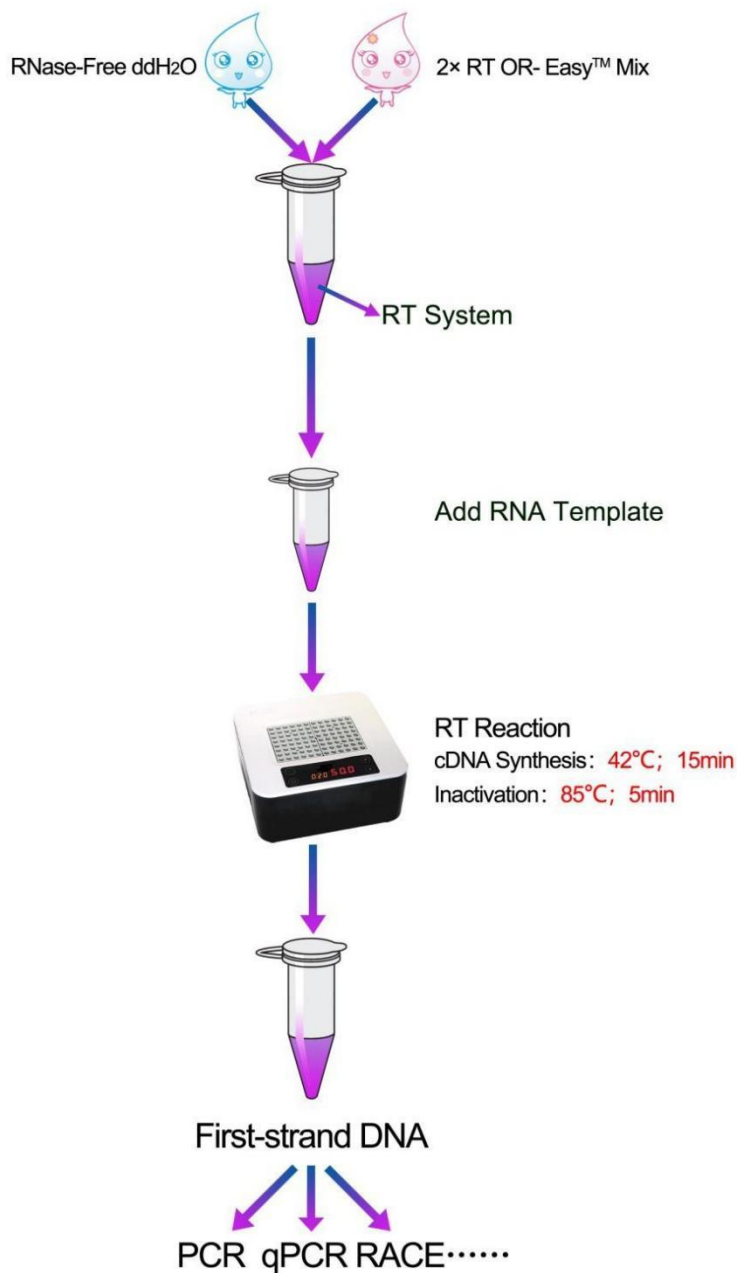 RNase-Free ddH₂O
2× RT OR- Easy™ Mix
RT System
Add RNA Template
RT Reaction
cDNA Synthesis：42℃；15min
Inactivation：85℃；5min
First-strand DNA
PCR qPCR RACE······